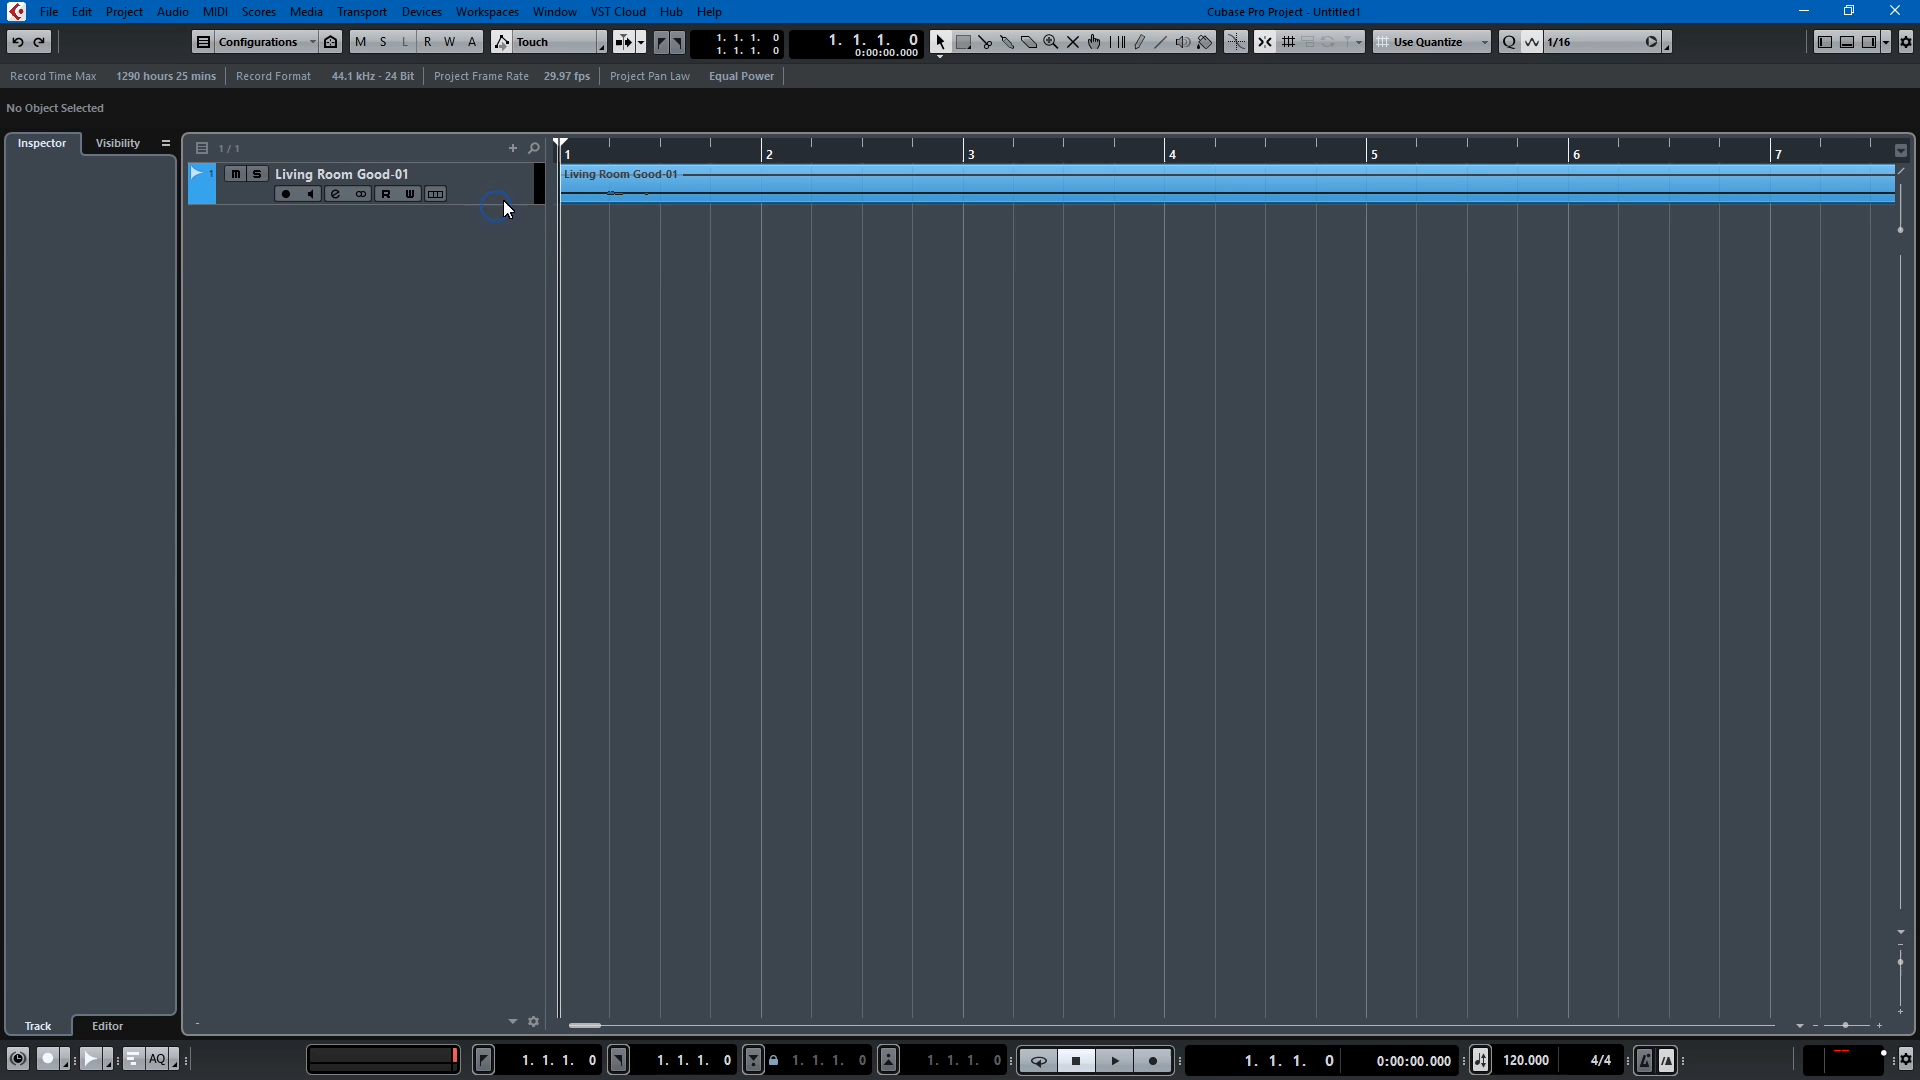 File Edit Project Audio MIDI Scores Media Transport Devices Workspaces Window VST Cloud Hub Help
Cubase Pro Project - Untitled1
Configurations M S L R W A Touch
1. 1. 1. 0
1. 1. 1. 0
1. 1. 1. 0
0:00:00.000
Use Quantize Q 1/16
Record Time Max 1290 hours 25 mins Record Format 44.1 kHz - 24 Bit Project Frame Rate 29.97 fps Project Pan Law Equal Power
No Object Selected
Inspector Visibility
1 / 1
1 2 3 4 5 6 7
1 m S Living Room Good-01
R W
Living Room Good-01
Track Editor
AQ
1. 1. 1. 0 1. 1. 1. 0 1. 1. 1. 0 1. 1. 1. 0 1. 1. 1. 0 0:00:00.000 120.000 4/4